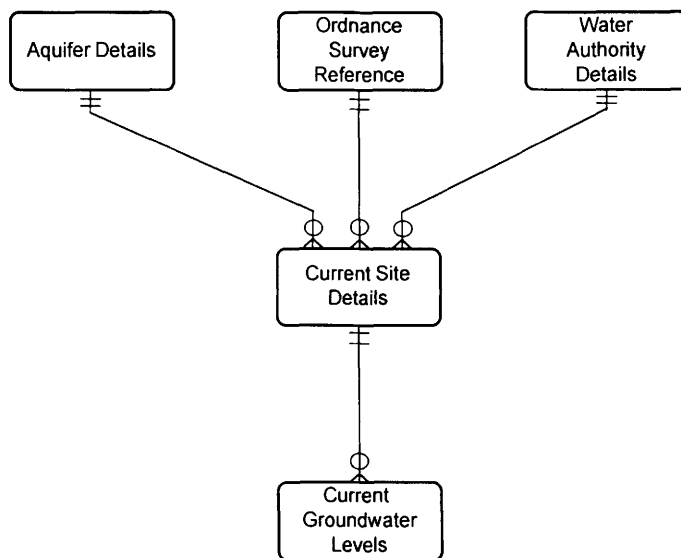 Aquifer Details
Ordnance
Survey
Reference
Water
Authority
Details
Current Site
Details
Current
Groundwater
Levels